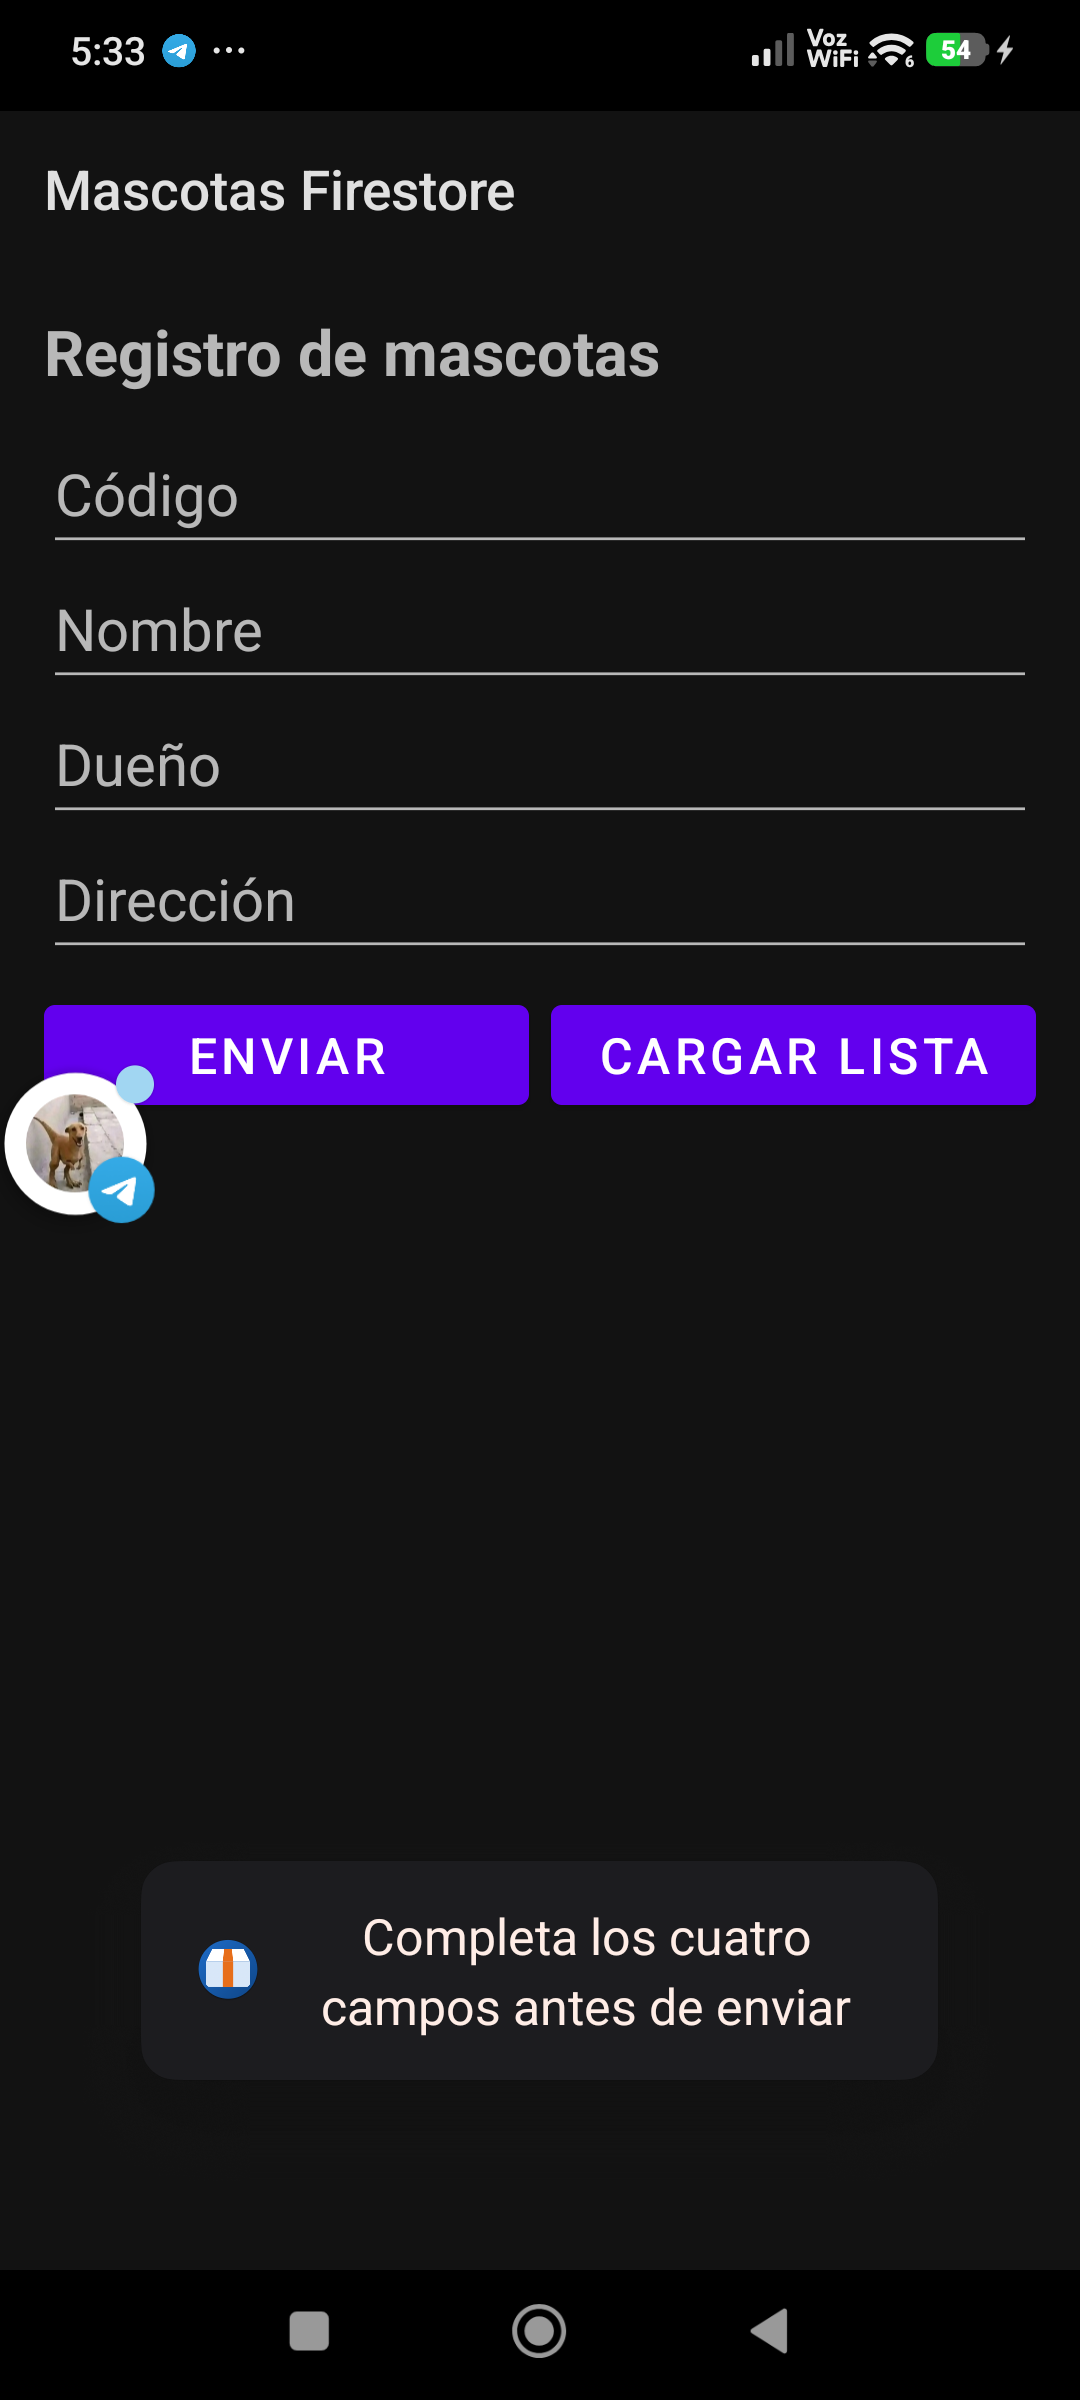 5:33
Voz
WiFi
6
54
Mascotas Firestore
Registro de mascotas
Código
Nombre
Dueño
Dirección
ENVIAR
CARGAR LISTA
Completa los cuatro
campos antes de enviar